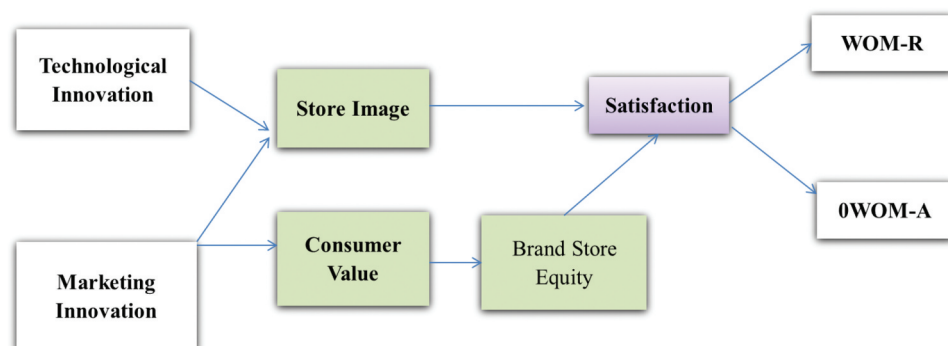 Technological
Innovation
Store Image
Satisfaction
WOM-R
0WOM-A
Marketing
Innovation
Consumer
Value
Brand Store
Equity